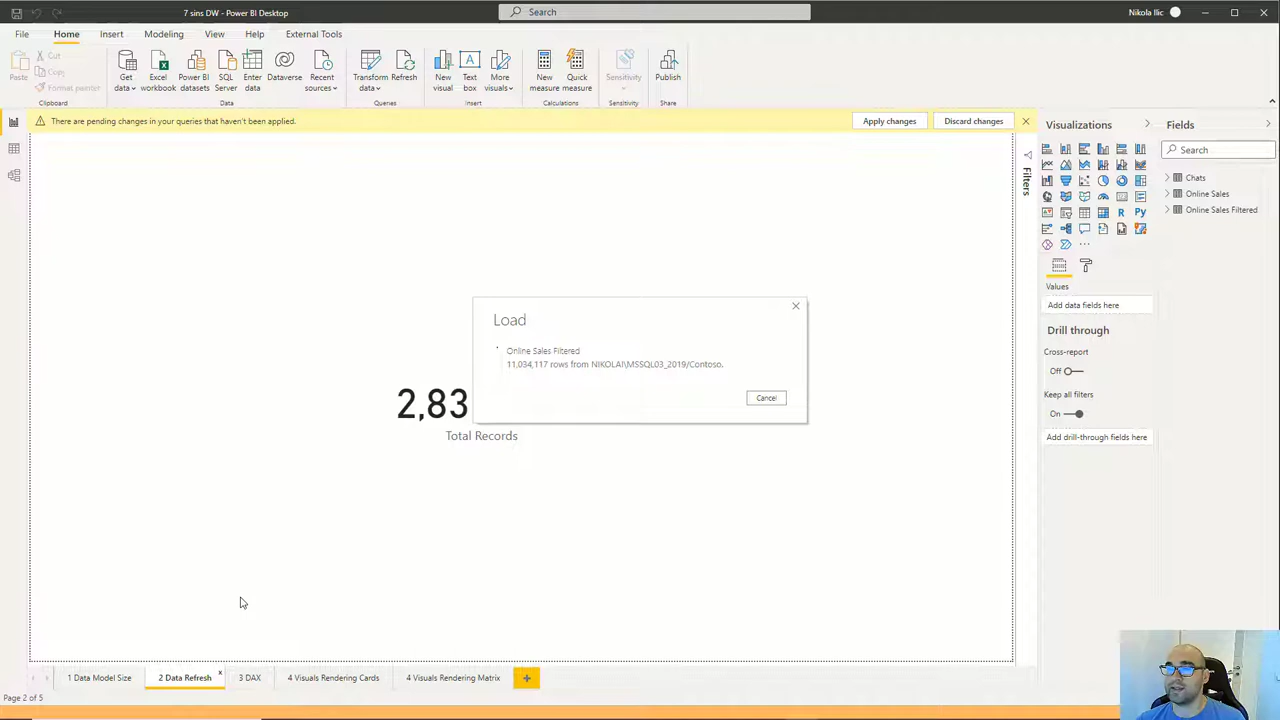 7 sins DW - Power BI Desktop
Search
Nikola Ilic
File
Home
Insert
Modeling
View
Help
External Tools
Paste
Cut
Copy
Format painter
Get data
Excel workbook
Power BI datasets
SQL Server
Enter data
Dataverse
Recent sources
Transform data
Refresh
New visual
Text box
More visuals
New measure
Quick measure
Sensitivity
Publish
Clipboard
Data
Queries
Insert
Calculations
Sensitivity
Share
There are pending changes in your queries that haven't been applied.
Apply changes
Discard changes
Filters
Visualizations
Fields
Search
Chats
Online Sales
Online Sales Filtered
R
Py
Values
Add data fields here
Drill through
Cross-report
Off
Keep all filters
On
Add drill-through fields here
Load
Online Sales Filtered
11,034,117 rows from NIKOLAI\MSSQL03_2019/Contoso.
Cancel
2,83
Total Records
1 Data Model Size
2 Data Refresh
3 DAX
4 Visuals Rendering Cards
4 Visuals Rendering Matrix
Page 2 of 5